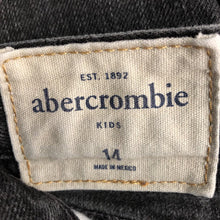 EST. 1892
abercrombie
KIDS
14
MADE IN MEXICO